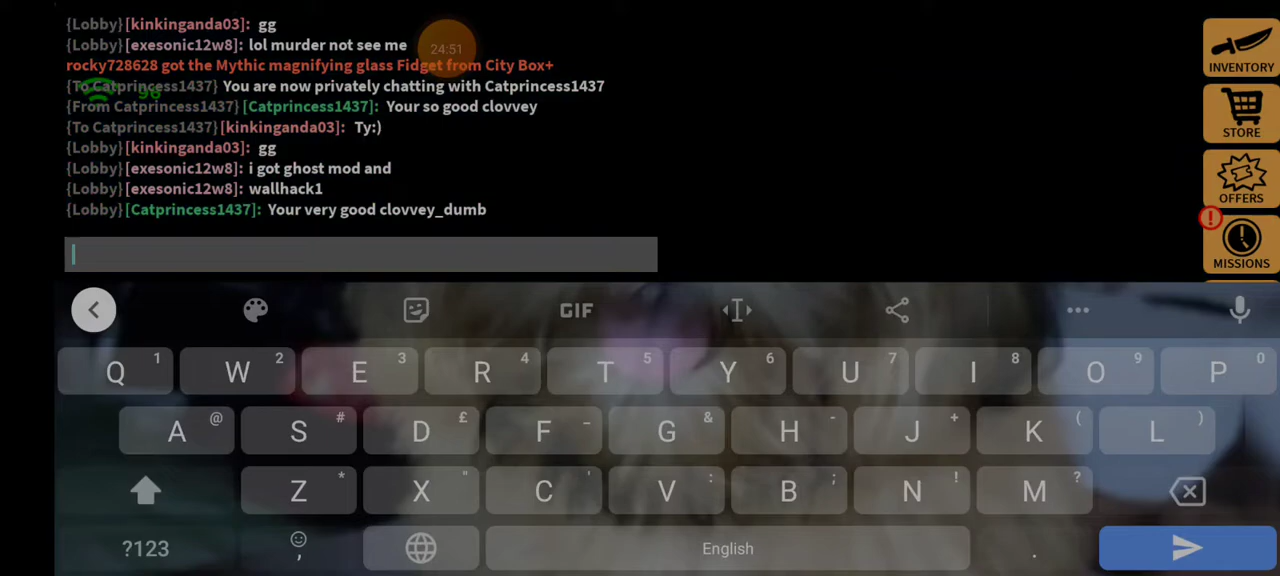 {Lobby} [kinkinganda03]: gg
{Lobby} [exesonic12w8]: lol murder not see me
24:51
rocky728628 got the Mythic magnifying glass Fidget from City Box+
{To Catprincess1437} You are now privately chatting with Catprincess1437
96
{From Catprincess1437} [Catprincess1437]: Your so good clovvey
{To Catprincess1437} [kinkinganda03]: Ty:)
{Lobby} [kinkinganda03]: gg
{Lobby} [exesonic12w8]: i got ghost mod and
{Lobby} [exesonic12w8]: wallhack1
{Lobby} [Catprincess1437]: Your very good clovvey_dumb
INVENTORY
STORE
OFFERS
!
MISSIONS
GIF
Q 1 W 2 E 3 R 4 T 5 Y 6 U 7 I 8 O 9 P 0
A @ S # D £ F _ G & H - J + K ( L )
Z * X " C ' V : B ; N ! M ?
?123 , English .